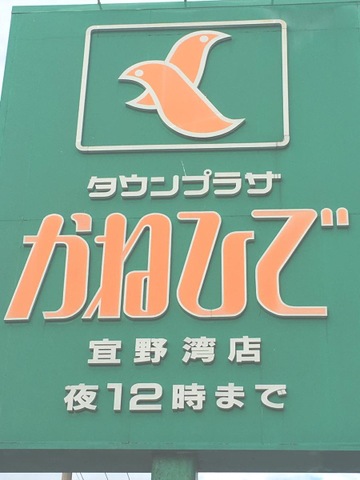 タウンプラザ
かねひで
宜野湾店
夜12時まで